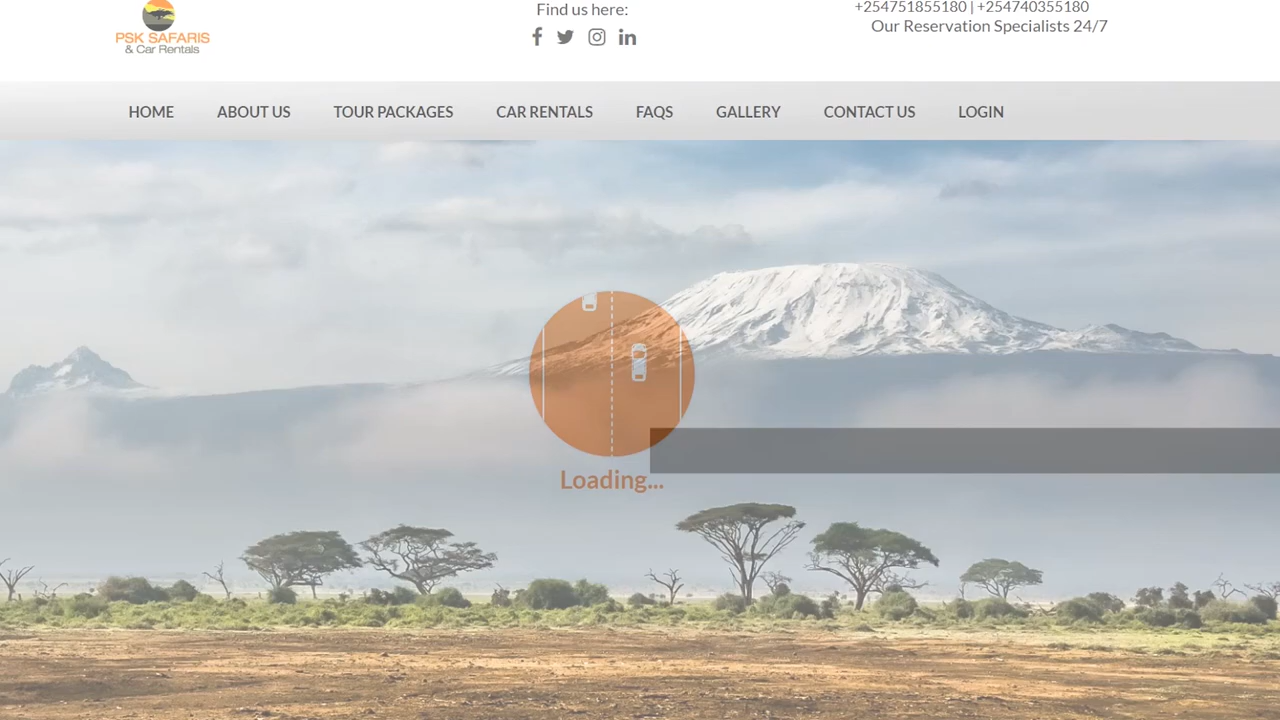 PSK SAFARIS
& Car Rentals
Find us here:
+254751855180 | +254740355180
Our Reservation Specialists 24/7
HOME ABOUT US TOUR PACKAGES CAR RENTALS FAQS GALLERY CONTACT US LOGIN
Loading...